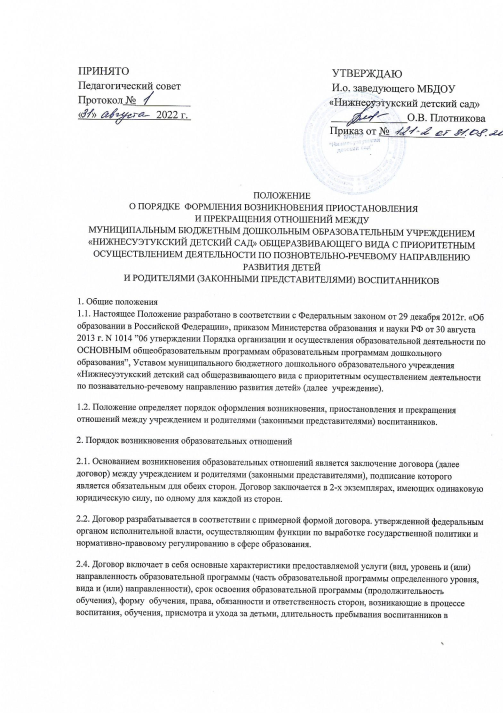 ПРИНЯТО
Педагогический совет
Протокол № 1
«31» августа 2022 г.
УТВЕРЖДАЮ
И.о. заведующего МБДОУ
«Нижнесуэтукский детский сад»
О.В. Плотникова
Приказ от № 121-2 от 31.08.20
ПОЛОЖЕНИЕ
О ПОРЯДКЕ ФОРМЛЕНИЯ ВОЗНИКНОВЕНИЯ ПРИОСТАНОВЛЕНИЯ
И ПРЕКРАЩЕНИЯ ОТНОШЕНИЙ МЕЖДУ
МУНИЦИПАЛЬНЫМ БЮДЖЕТНЫМ ДОШКОЛЬНЫМ ОБРАЗОВАТЕЛЬНЫМ УЧРЕЖДЕНИЕМ
«НИЖНЕСУЭТУКСКИЙ ДЕТСКИЙ САД» ОБЩЕРАЗВИВАЮЩЕГО ВИДА С ПРИОРИТЕТНЫМ
ОСУЩЕСТВЛЕНИЕМ ДЕЯТЕЛЬНОСТИ ПО ПОЗНОВТЕЛЬНО-РЕЧЕВОМУ НАПРАВЛЕНИЮ
РАЗВИТИЯ ДЕТЕЙ
И РОДИТЕЛЯМИ (ЗАКОННЫМИ ПРЕДСТАВИТЕЛЯМИ) ВОСПИТАННИКОВ
1. Общие положения
1.1. Настоящее Положение разработано в соответствии с Федеральным законом от 29 декабря 2012г. «Об
образовании в Российской Федерации», приказом Министерства образования и науки РФ от 30 августа
2013 г. N 1014 "Об утверждении Порядка организации и осуществления образовательной деятельности по
ОСНОВНЫМ общеобразовательным программам образовательным программам дошкольного
образования", Уставом муниципального бюджетного дошкольного образовательного учреждения
«Нижнесуэтукский детский сад общеразвивающего вида с приоритетным осуществлением деятельности
по познавательно-речевому направлению развития детей» (далее учреждение).
1.2. Положение определяет порядок оформления возникновения, приостановления и прекращения
отношений между учреждением и родителями (законными представителями) воспитанников.
2. Порядок возникновения образовательных отношений
2.1. Основанием возникновения образовательных отношений является заключение договора (далее
договор) между учреждением и родителями (законными представителями), подписание которого
является обязательным для обеих сторон. Договор заключается в 2-х экземплярах, имеющих одинаковую
юридическую силу, по одному для каждой из сторон.
2.2. Договор разрабатывается в соответствии с примерной формой договора. утвержденной федеральным
органом исполнительной власти, осуществляющим функции по выработке государственной политики и
нормативно-правовому регулированию в сфере образования.
2.4. Договор включает в себя основные характеристики предоставляемой услуги (вид, уровень и (или)
направленность образовательной программы (часть образовательной программы определенного уровня,
вида и (или) направленности), срок освоения образовательной программы (продолжительность
обучения), форму обучения, права, обязанности и ответственность сторон, возникающие в процессе
воспитания, обучения, присмотра и ухода за детьми, длительность пребывания воспитанников в